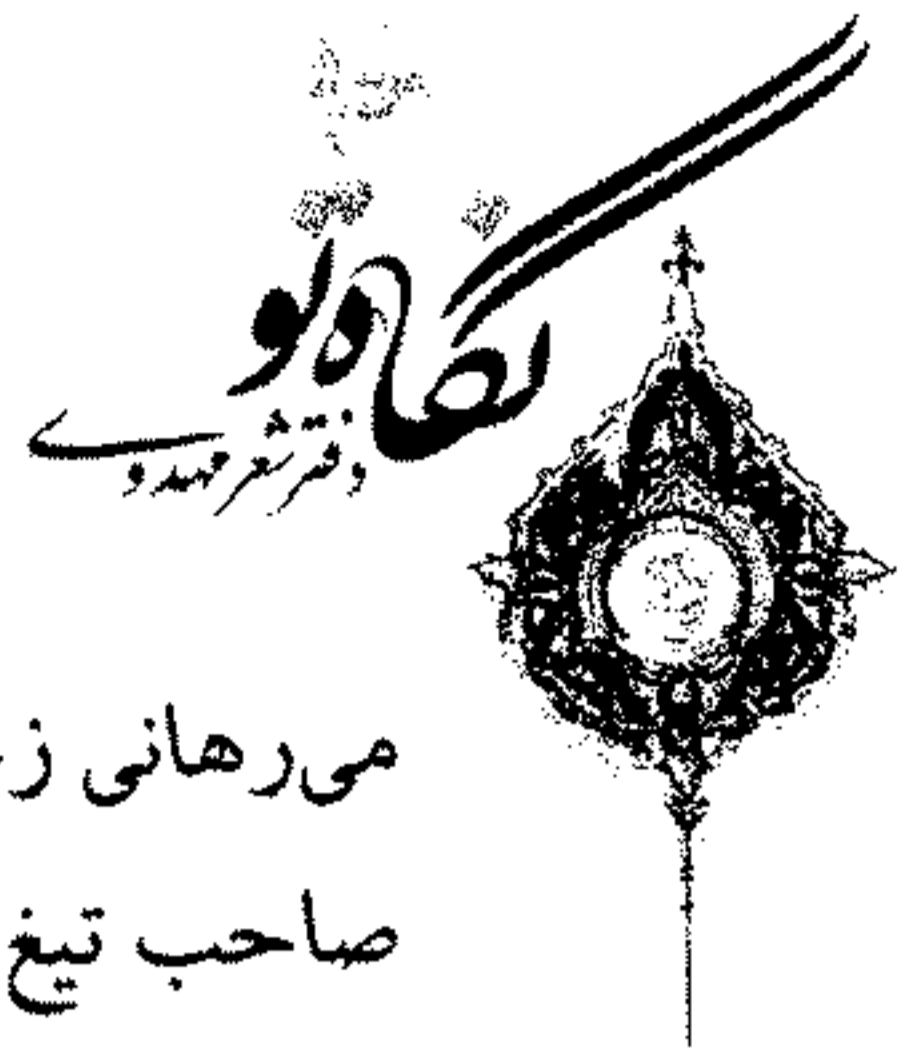 نگاه تو
دفتر شعر مهدوی
می‌رهانی ز
صاحب تیغ